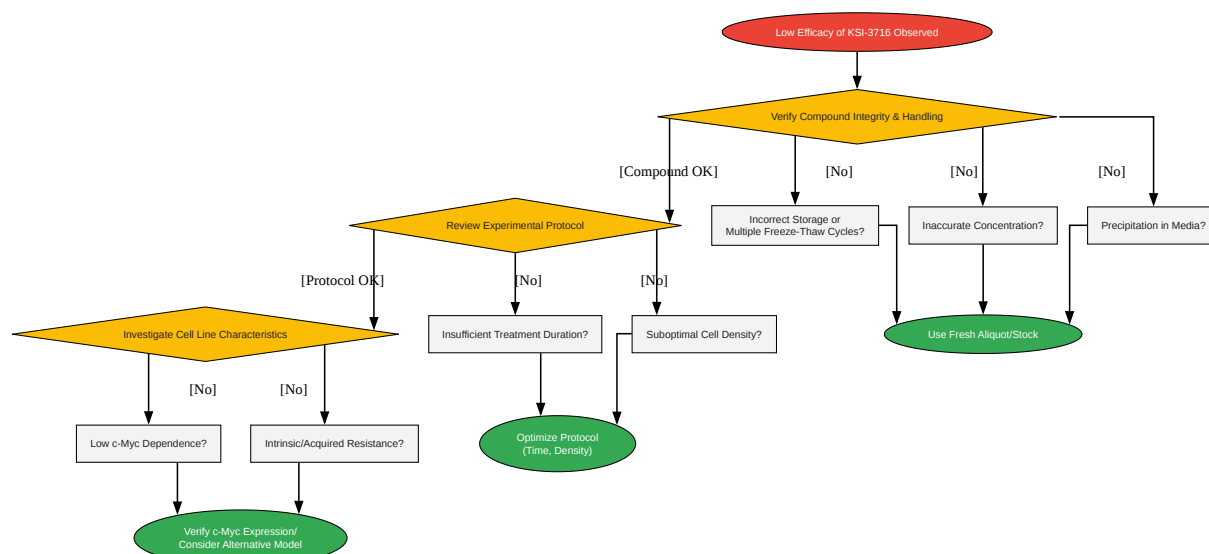 Low Efficacy of KSI-3716 Observed
Verify Compound Integrity & Handling
[Compound OK]
[No]
[No]
[No]
Review Experimental Protocol
Incorrect Storage or
Multiple Freeze-Thaw Cycles?
Inaccurate Concentration?
Precipitation in Media?
[Protocol OK]
[No]
[No]
Investigate Cell Line Characteristics
Insufficient Treatment Duration?
Suboptimal Cell Density?
Use Fresh Aliquot/Stock
[No]
[No]
Low c-Myc Dependence?
Intrinsic/Acquired Resistance?
Optimize Protocol
(Time, Density)
Verify c-Myc Expression/
Consider Alternative Model